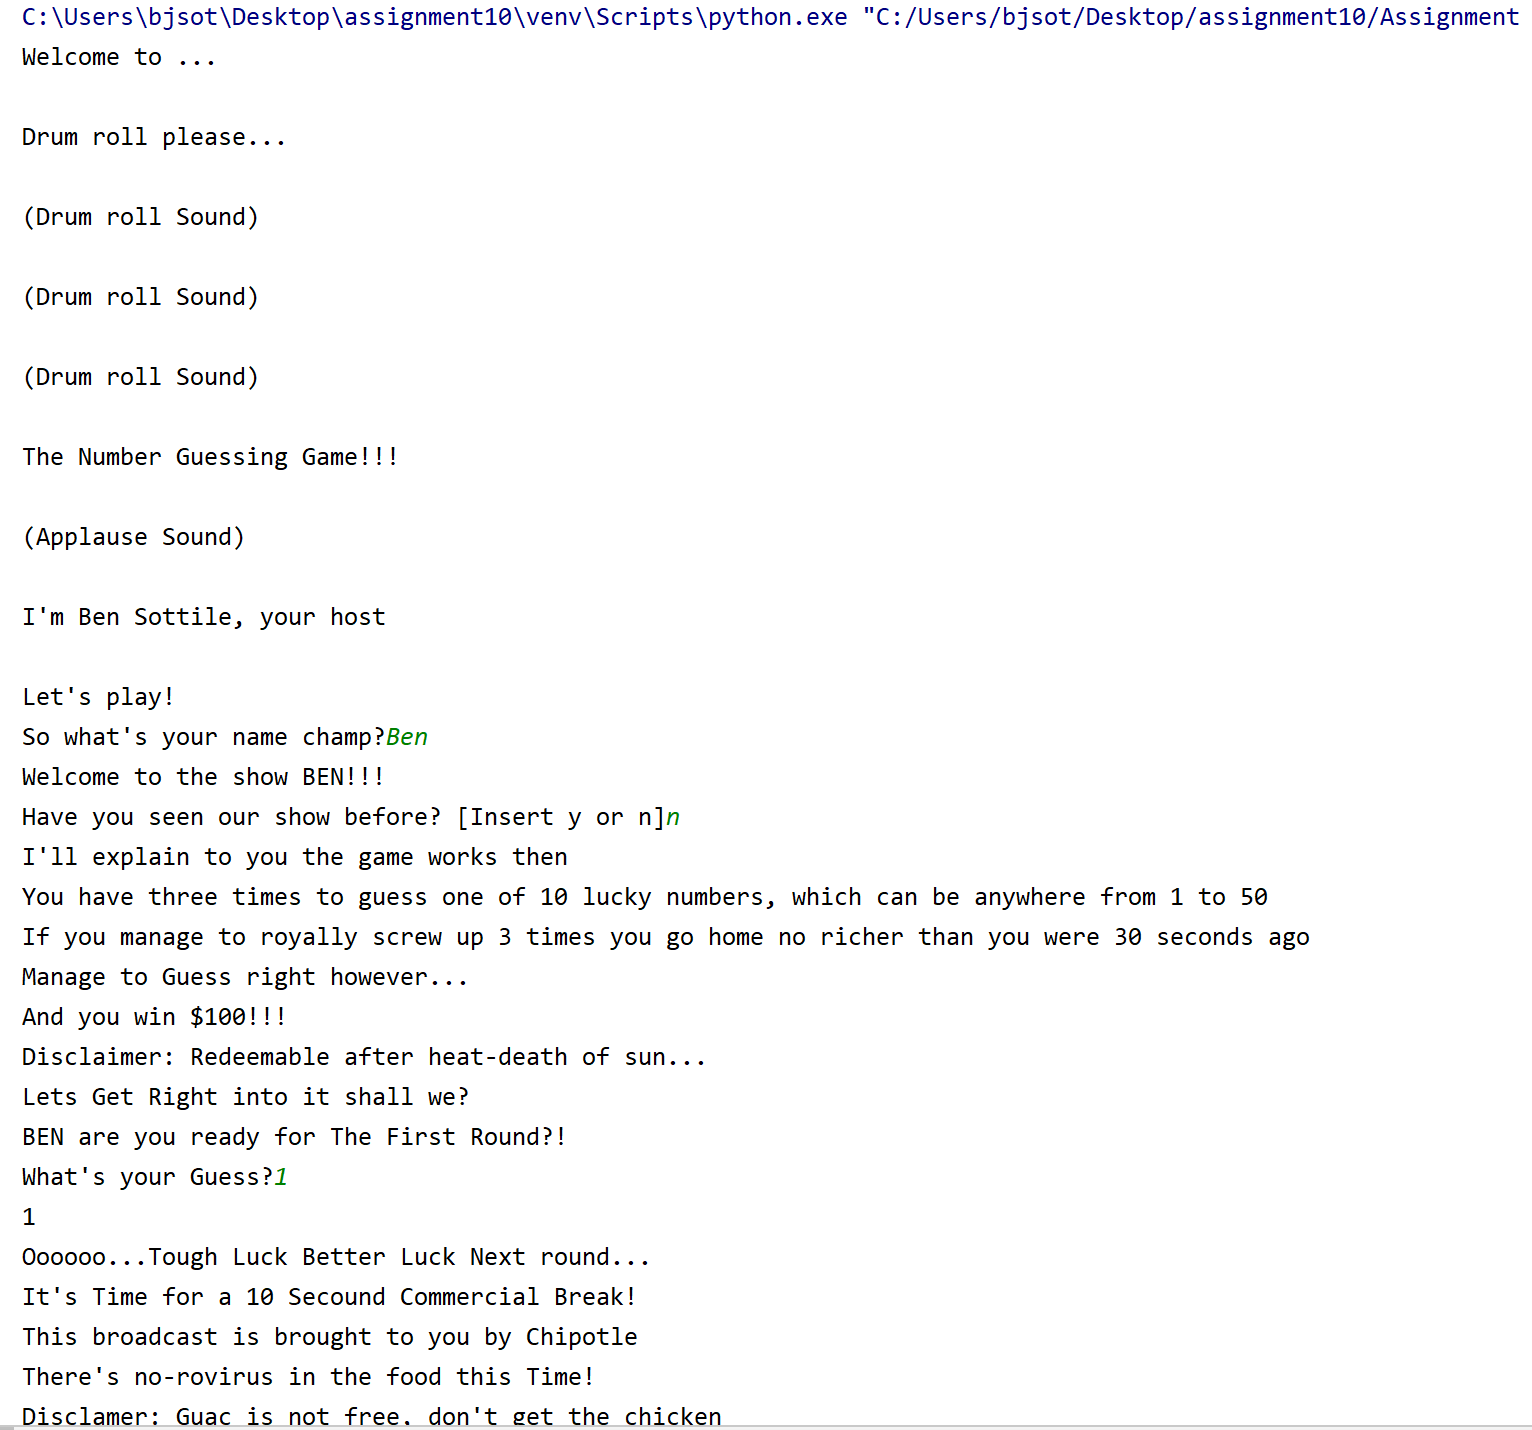 C:\Users\bjsot\Desktop\assignment10\venv\Scripts\python.exe "C:/Users/bjsot/Desktop/assignment10/Assignment
Welcome to ...
Drum roll please...
(Drum roll Sound)
(Drum roll Sound)
(Drum roll Sound)
The Number Guessing Game!!!
(Applause Sound)
I'm Ben Sottile, your host
Let's play!
So what's your name champ?Ben
Welcome to the show BEN!!!
Have you seen our show before? [Insert y or n]n
I'll explain to you the game works then
You have three times to guess one of 10 lucky numbers, which can be anywhere from 1 to 50
If you manage to royally screw up 3 times you go home no richer than you were 30 seconds ago
Manage to Guess right however...
And you win $100!!!
Disclaimer: Redeemable after heat-death of sun...
Lets Get Right into it shall we?
BEN are you ready for The First Round?!
What's your Guess?1
1
Oooooo...Tough Luck Better Luck Next round...
It's Time for a 10 Secound Commercial Break!
This broadcast is brought to you by Chipotle
There's no-rovirus in the food this Time!
Disclamer: Guac is not free, don't get the chicken